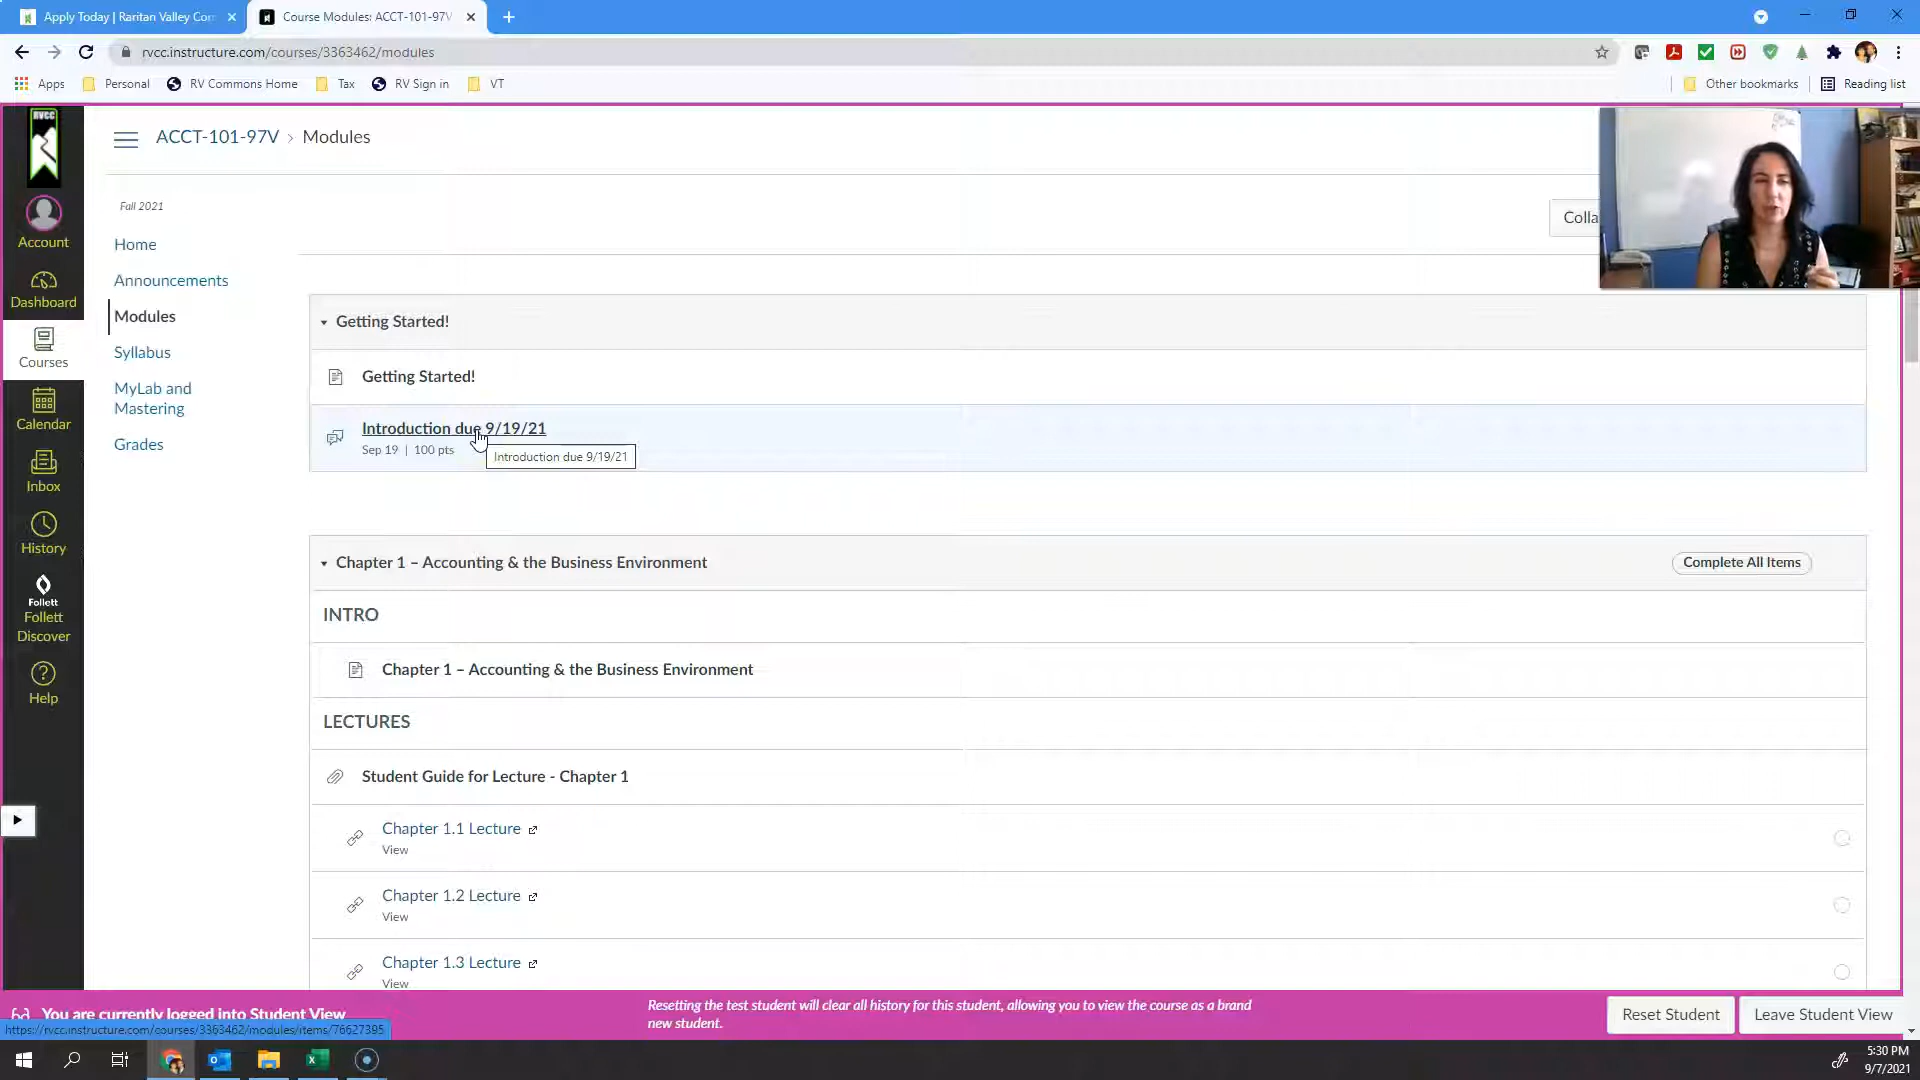 Apply Today | Raritan Valley Con
Course Modules: ACCT-101-97V
rvcc.instructure.com/courses/3363462/modules
Apps
Personal
RV Commons Home
Tax
RV Sign in
VT
Other bookmarks
Reading list
RVCC
ACCT-101-97V › Modules
Fall 2021
Colla
Account
Dashboard
Courses
Calendar
Inbox
History
Follett
Follett
Discover
Help
Home
Announcements
Modules
Syllabus
MyLab and
Mastering
Grades
Getting Started!
Getting Started!
Introduction due 9/19/21
Sep 19 | 100 pts
Introduction due 9/19/21
Chapter 1 – Accounting & the Business Environment
Complete All Items
INTRO
Chapter 1 – Accounting & the Business Environment
LECTURES
Student Guide for Lecture - Chapter 1
Chapter 1.1 Lecture
View
Chapter 1.2 Lecture
View
Chapter 1.3 Lecture
View
You are currently logged into Student View
Resetting the test student will clear all history for this student, allowing you to view the course as a brand
new student.
Reset Student
Leave Student View
https://rvcc.instructure.com/courses/3363462/modules/items/76627395
5:30 PM
9/7/2021